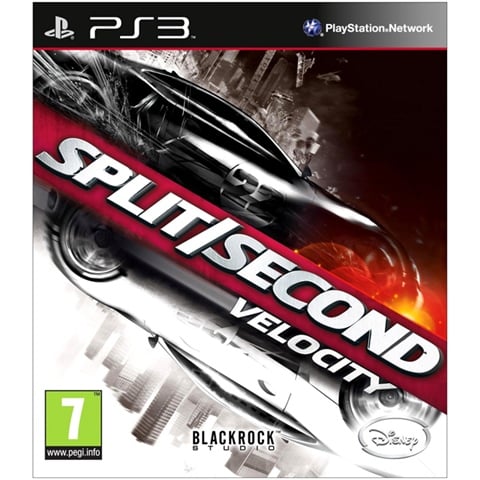 PS3
PlayStation®Network
SPLIT/SECOND
VELOCITY
7
www.pegi.info
BLACKROCK
STUDIO
Disney